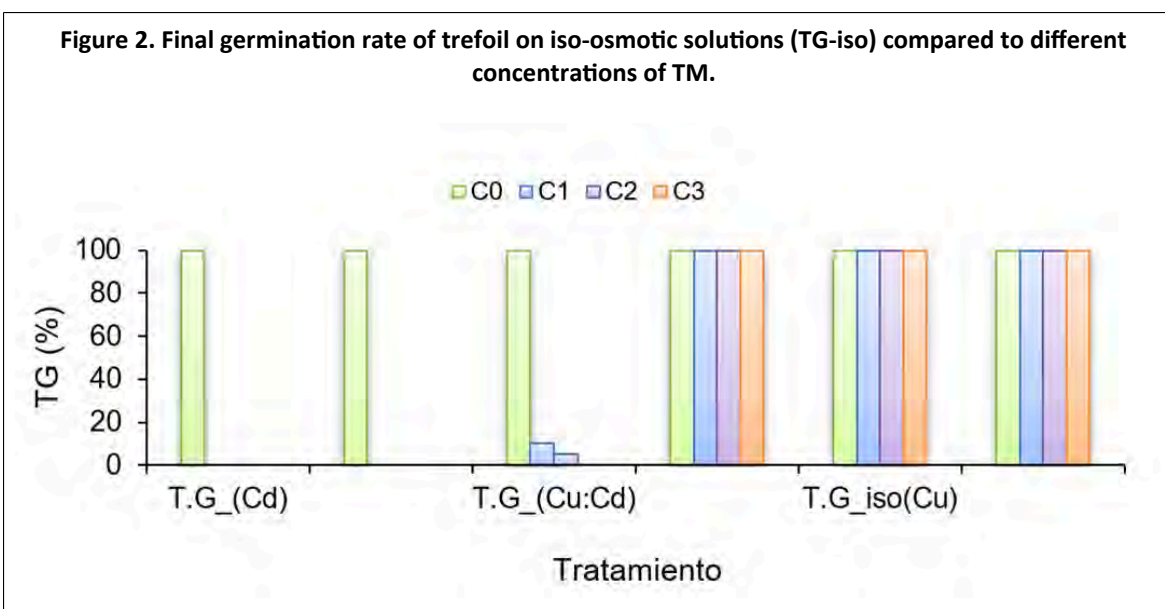 Figure 2. Final germination rate of trefoil on iso-osmotic solutions (TG-iso) compared to different
concentrations of TM.
C0 C1 C2 C3
100
80
60
40
20
0
TG (%)
T.G_(Cd) T.G_(Cu:Cd) T.G_iso(Cu)
Tratamiento